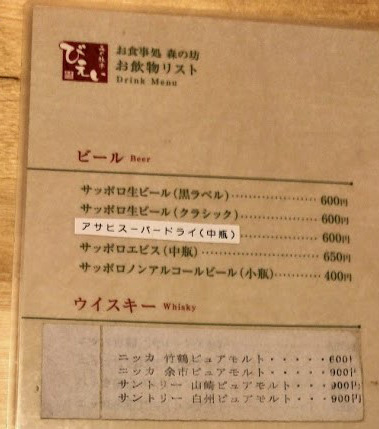 びえい
お食事処 森の坊
お飲物リスト
Drink Menu
ビール Beer
サッポロ生ビール(黒ラベル)‥‥‥‥‥‥600円
サッポロ生ビール(クラシック)‥‥‥‥‥600円
アサヒスーパードライ(中瓶)‥‥‥‥‥600円
サッポロエビス(中瓶)‥‥‥‥‥‥‥650円
サッポロノンアルコールビール(小瓶)‥‥‥400円
ウイスキー Whisky
ニッカ 竹鶴ピュアモルト・・・・・600円
ニッカ 余市ピュアモルト・・・・・900円
サントリー 山崎ピュアモルト・・・900円
サントリー 白州ピュアモルト・・・900円